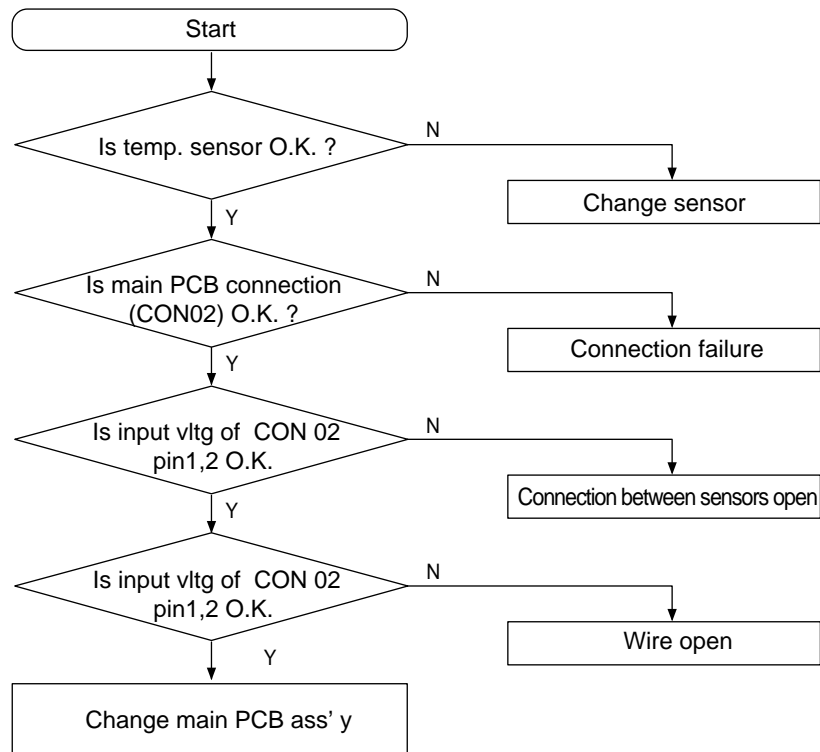 Start
Is temp. sensor O.K. ?
N
Change sensor
Y
Is main PCB connection
(CON02) O.K. ?
N
Connection failure
Y
Is input vltg of CON 02
pin1,2 O.K.
N
Connection between sensors open
Y
Is input vltg of CON 02
pin1,2 O.K.
N
Wire open
Y
Change main PCB ass’ y